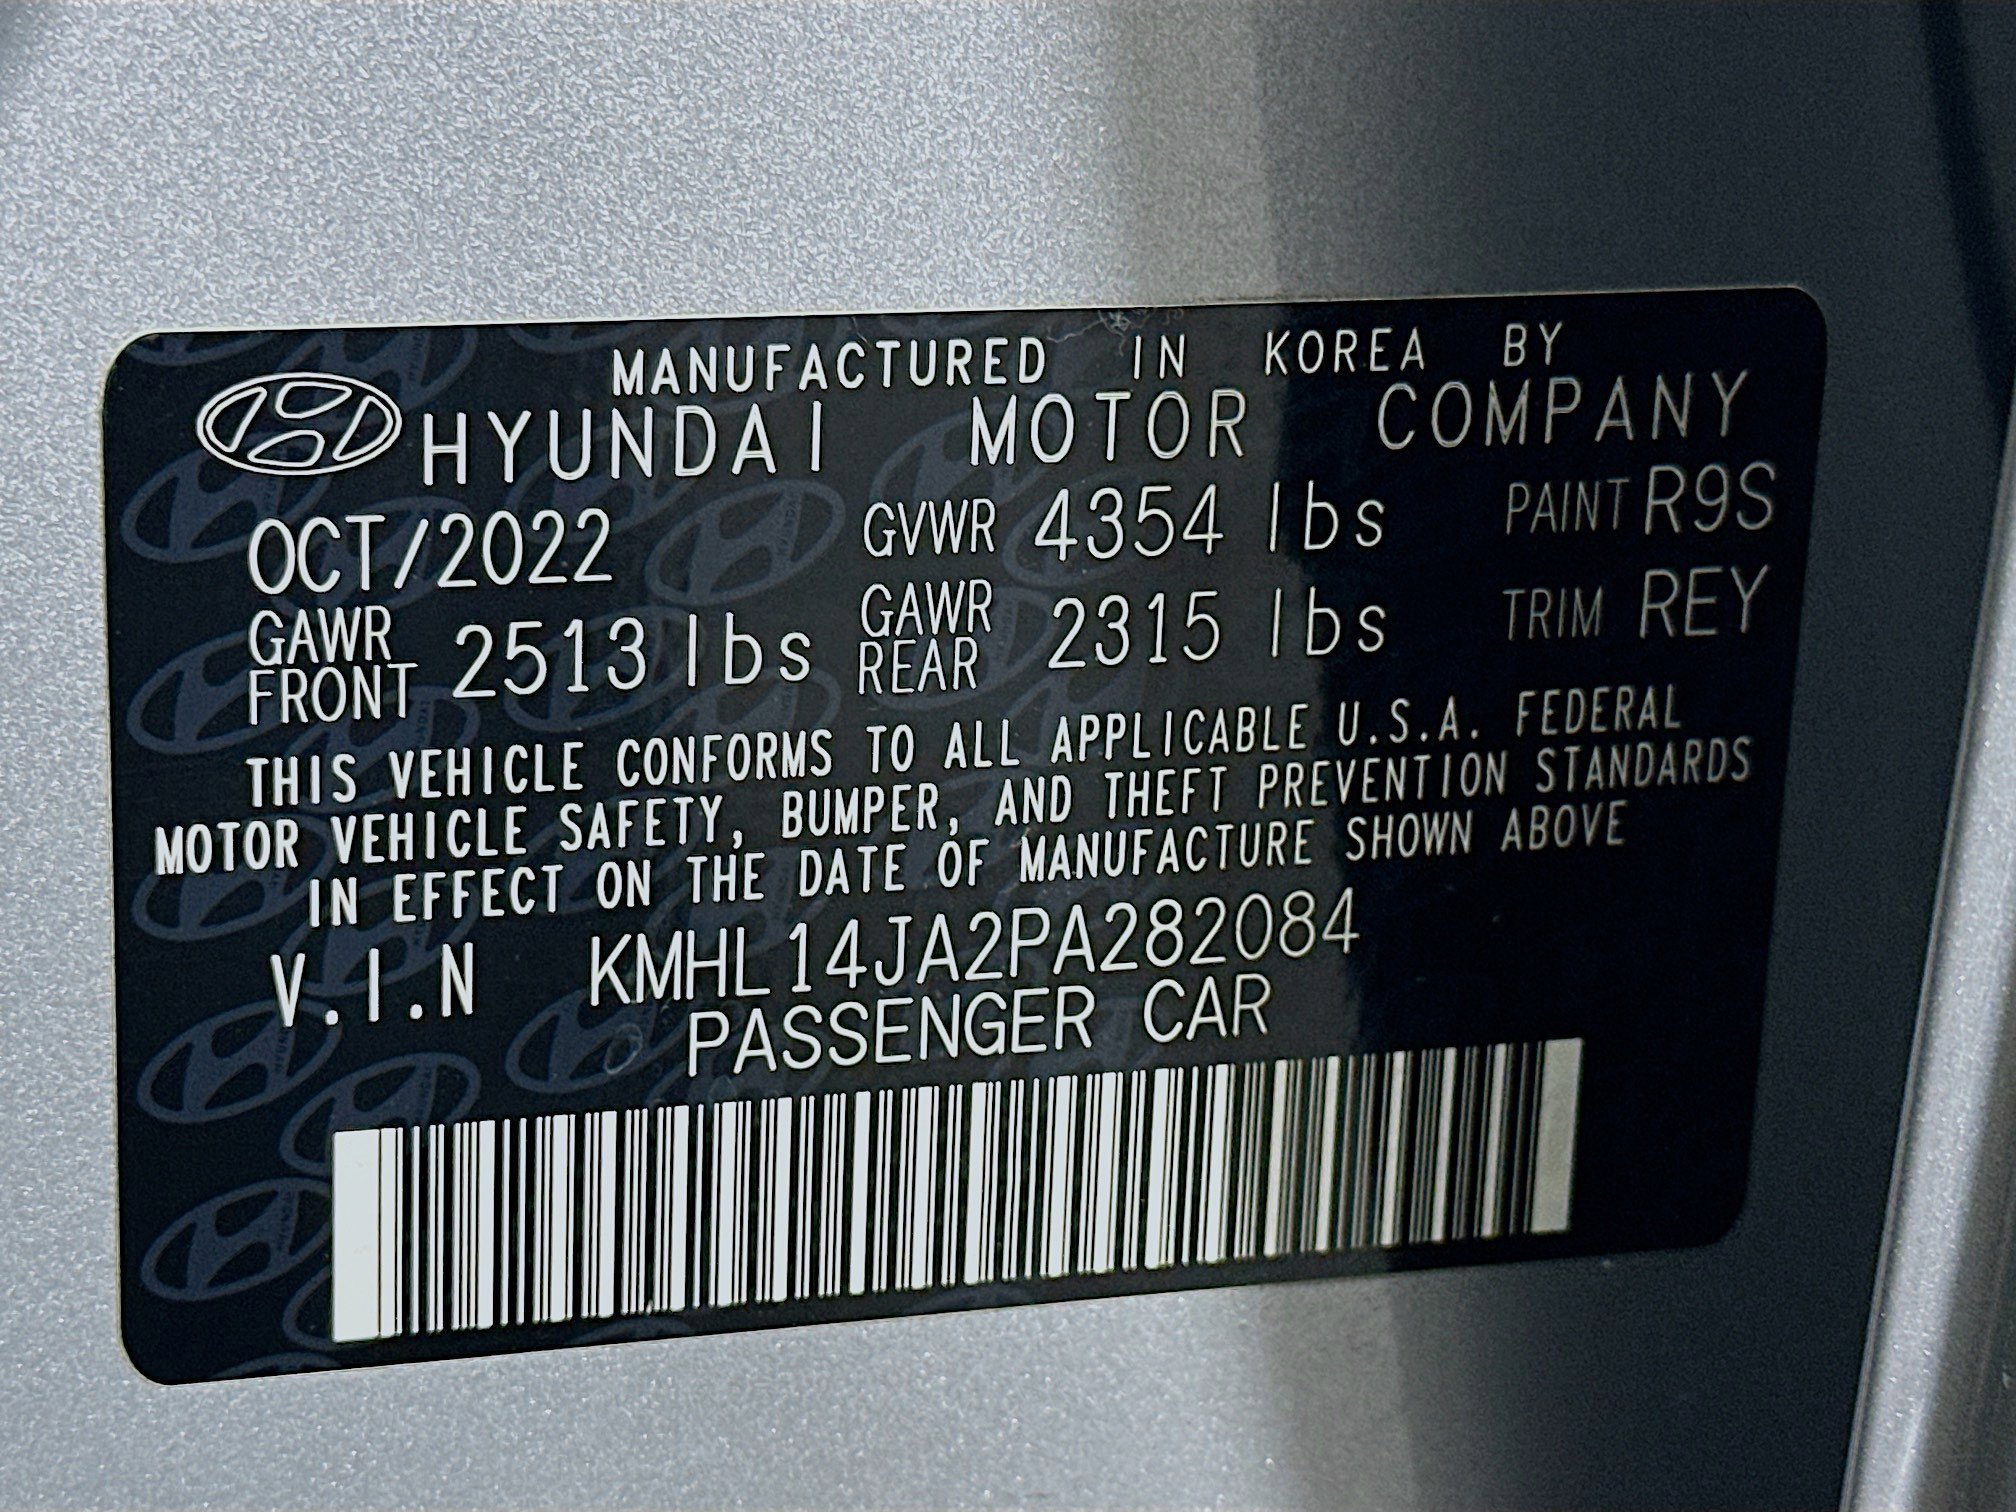 MANUFACTURED IN KOREA BY
HYUNDAI MOTOR COMPANY
OCT/2022 GVWR 4354 lbs PAINT R9S
GAWR FRONT 2513 lbs GAWR REAR 2315 lbs TRIM REY
THIS VEHICLE CONFORMS TO ALL APPLICABLE U.S.A. FEDERAL
MOTOR VEHICLE SAFETY, BUMPER, AND THEFT PREVENTION STANDARDS
IN EFFECT ON THE DATE OF MANUFACTURE SHOWN ABOVE
V.I.N KMHL14JA2PA282084
PASSENGER CAR